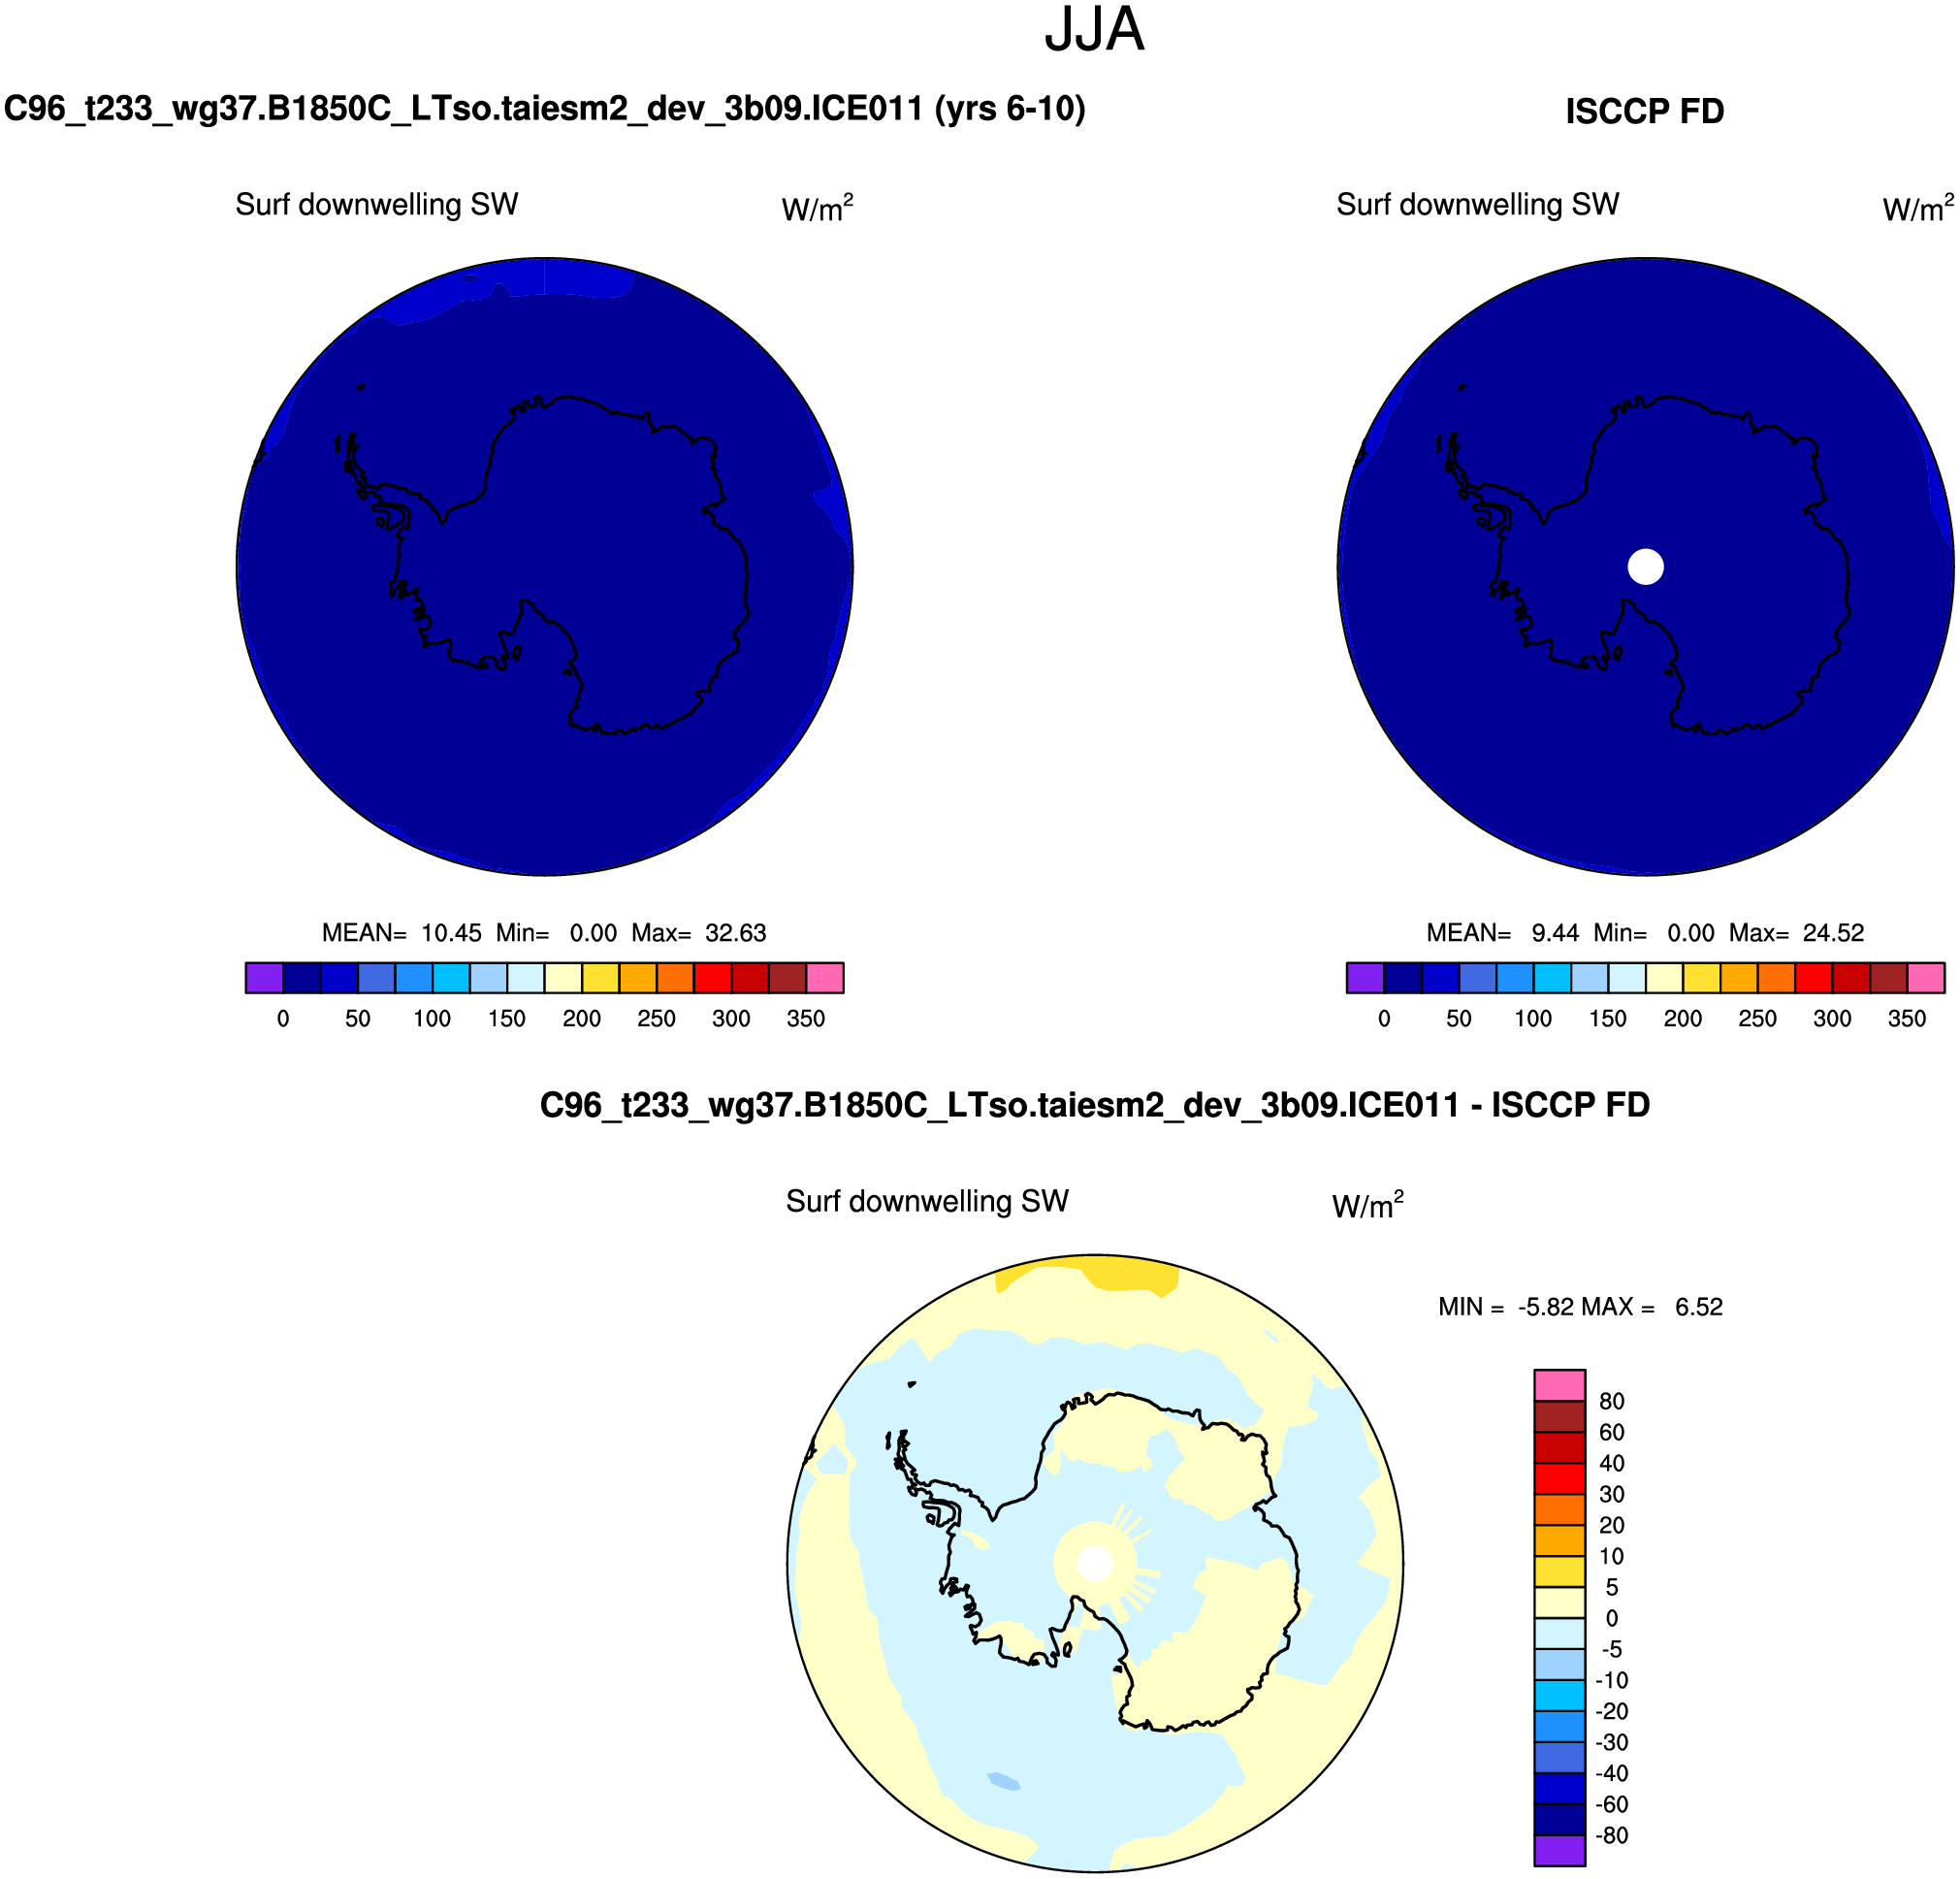 JJA
C96_t233_wg37.B1850C_LTso.taiesm2_dev_3b09.ICE011 (yrs 6-10)
ISCCP FD
Surf downwelling SW W/m²
Surf downwelling SW W/m²
MEAN= 10.45 Min= 0.00 Max= 32.63
0 50 100 150 200 250 300 350
MEAN= 9.44 Min= 0.00 Max= 24.52
0 50 100 150 200 250 300 350
C96_t233_wg37.B1850C_LTso.taiesm2_dev_3b09.ICE011 - ISCCP FD
Surf downwelling SW W/m²
MIN = -5.82 MAX = 6.52
80
60
40
30
20
10
5
0
-5
-10
-20
-30
-40
-60
-80